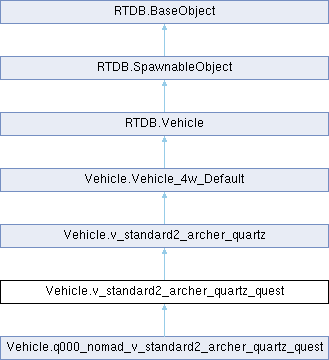 RTDB.BaseObject
RTDB.SpawnableObject
RTDB.Vehicle
Vehicle.Vehicle_4w_Default
Vehicle.v_standard2_archer_quartz
Vehicle.v_standard2_archer_quartz_quest
Vehicle.q000_nomad_v_standard2_archer_quartz_quest